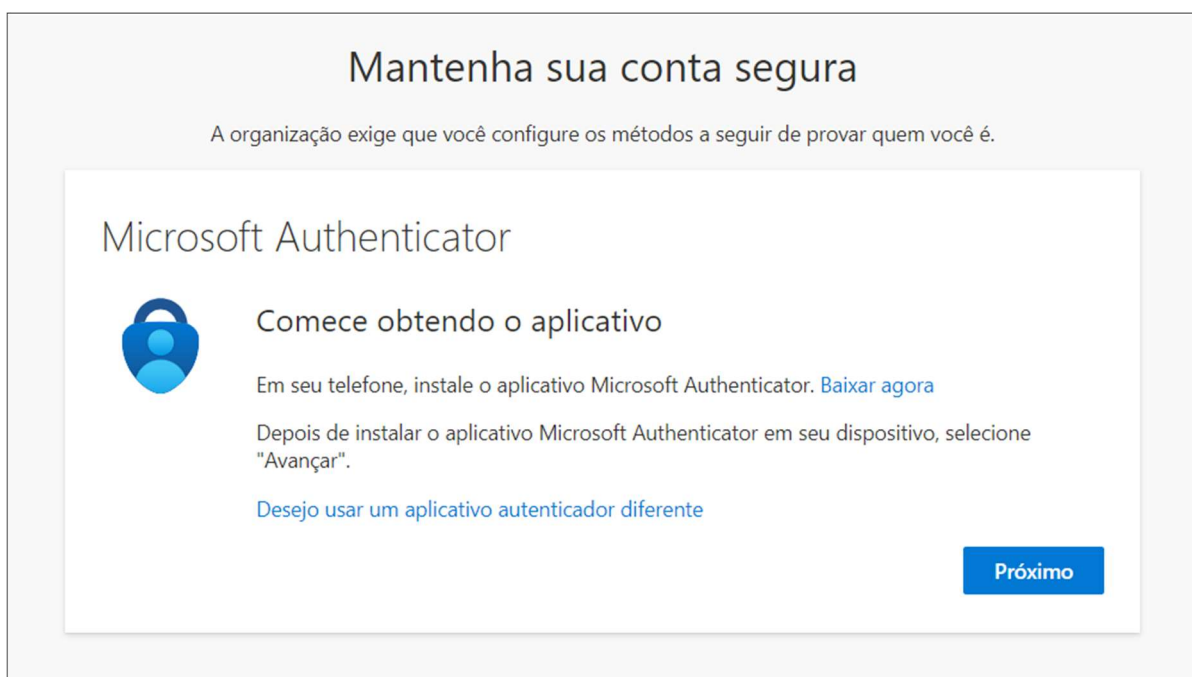 Mantenha sua conta segura
A organização exige que você configure os métodos a seguir de provar quem você é.
Microsoft Authenticator
Comece obtendo o aplicativo
Em seu telefone, instale o aplicativo Microsoft Authenticator. Baixar agora
Depois de instalar o aplicativo Microsoft Authenticator em seu dispositivo, selecione
"Avançar".
Desejo usar um aplicativo autenticador diferente
Próximo